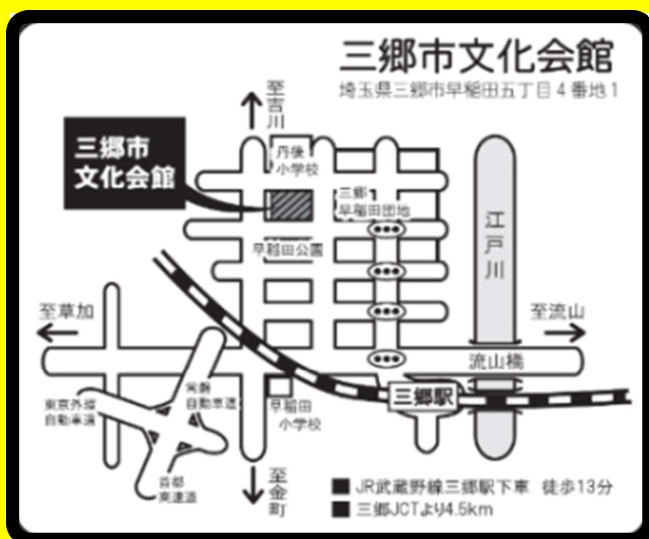 三郷市文化会館
埼玉県三郷市早稲田五丁目4番地1
至吉川
三郷市
文化会館
丹後
小学校
三郷
早稲田団地
早稲田公園
江戸川
至草加
至流山
流山橋
常磐
自動車道
東京外環
自動車道
早稲田
小学校
三郷駅
首都
高速道
至金町
■ JR武蔵野線三郷駅下車 徒歩13分
■ 三郷JCTより4.5km